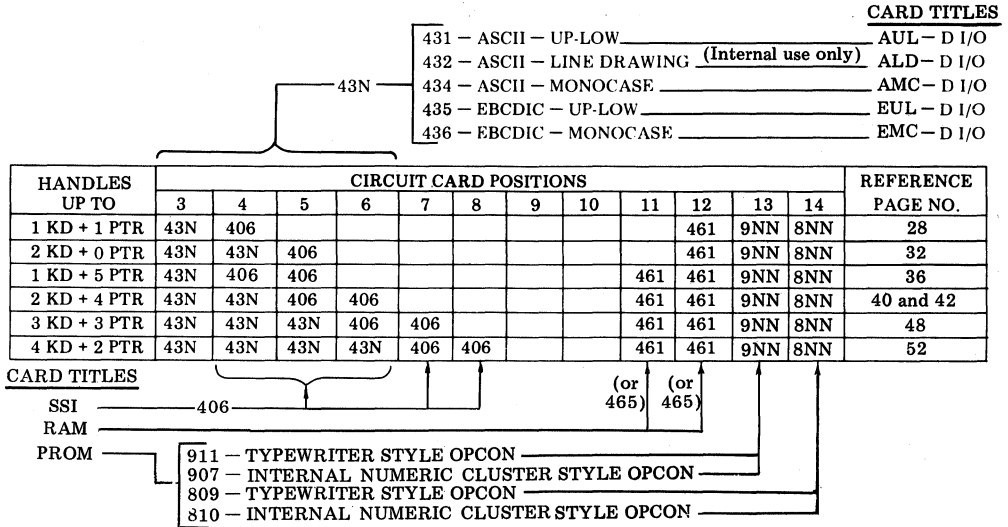 CARD TITLES
431 – ASCII – UP-LOW AUL – D I/O
432 – ASCII – LINE DRAWING (Internal use only) ALD – D I/O
43N
434 – ASCII – MONOCASE AMC – D I/O
435 – EBCDIC – UP-LOW EUL – D I/O
436 – EBCDIC – MONOCASE EMC – D I/O
HANDLES UP TO CIRCUIT CARD POSITIONS REFERENCE PAGE NO.
3 4 5 6 7 8 9 10 11 12 13 14
1 KD + 1 PTR 43N 406 461 9NN 8NN 28
2 KD + 0 PTR 43N 43N 406 461 9NN 8NN 32
1 KD + 5 PTR 43N 406 406 461 461 9NN 8NN 36
2 KD + 4 PTR 43N 43N 406 406 461 461 9NN 8NN 40 and 42
3 KD + 3 PTR 43N 43N 43N 406 406 461 461 9NN 8NN 48
4 KD + 2 PTR 43N 43N 43N 43N 406 406 461 461 9NN 8NN 52
CARD TITLES
(or 465) (or 465)
SSI 406
RAM
PROM
911 – TYPEWRITER STYLE OPCON
907 – INTERNAL NUMERIC CLUSTER STYLE OPCON
809 – TYPEWRITER STYLE OPCON
810 – INTERNAL NUMERIC CLUSTER STYLE OPCON